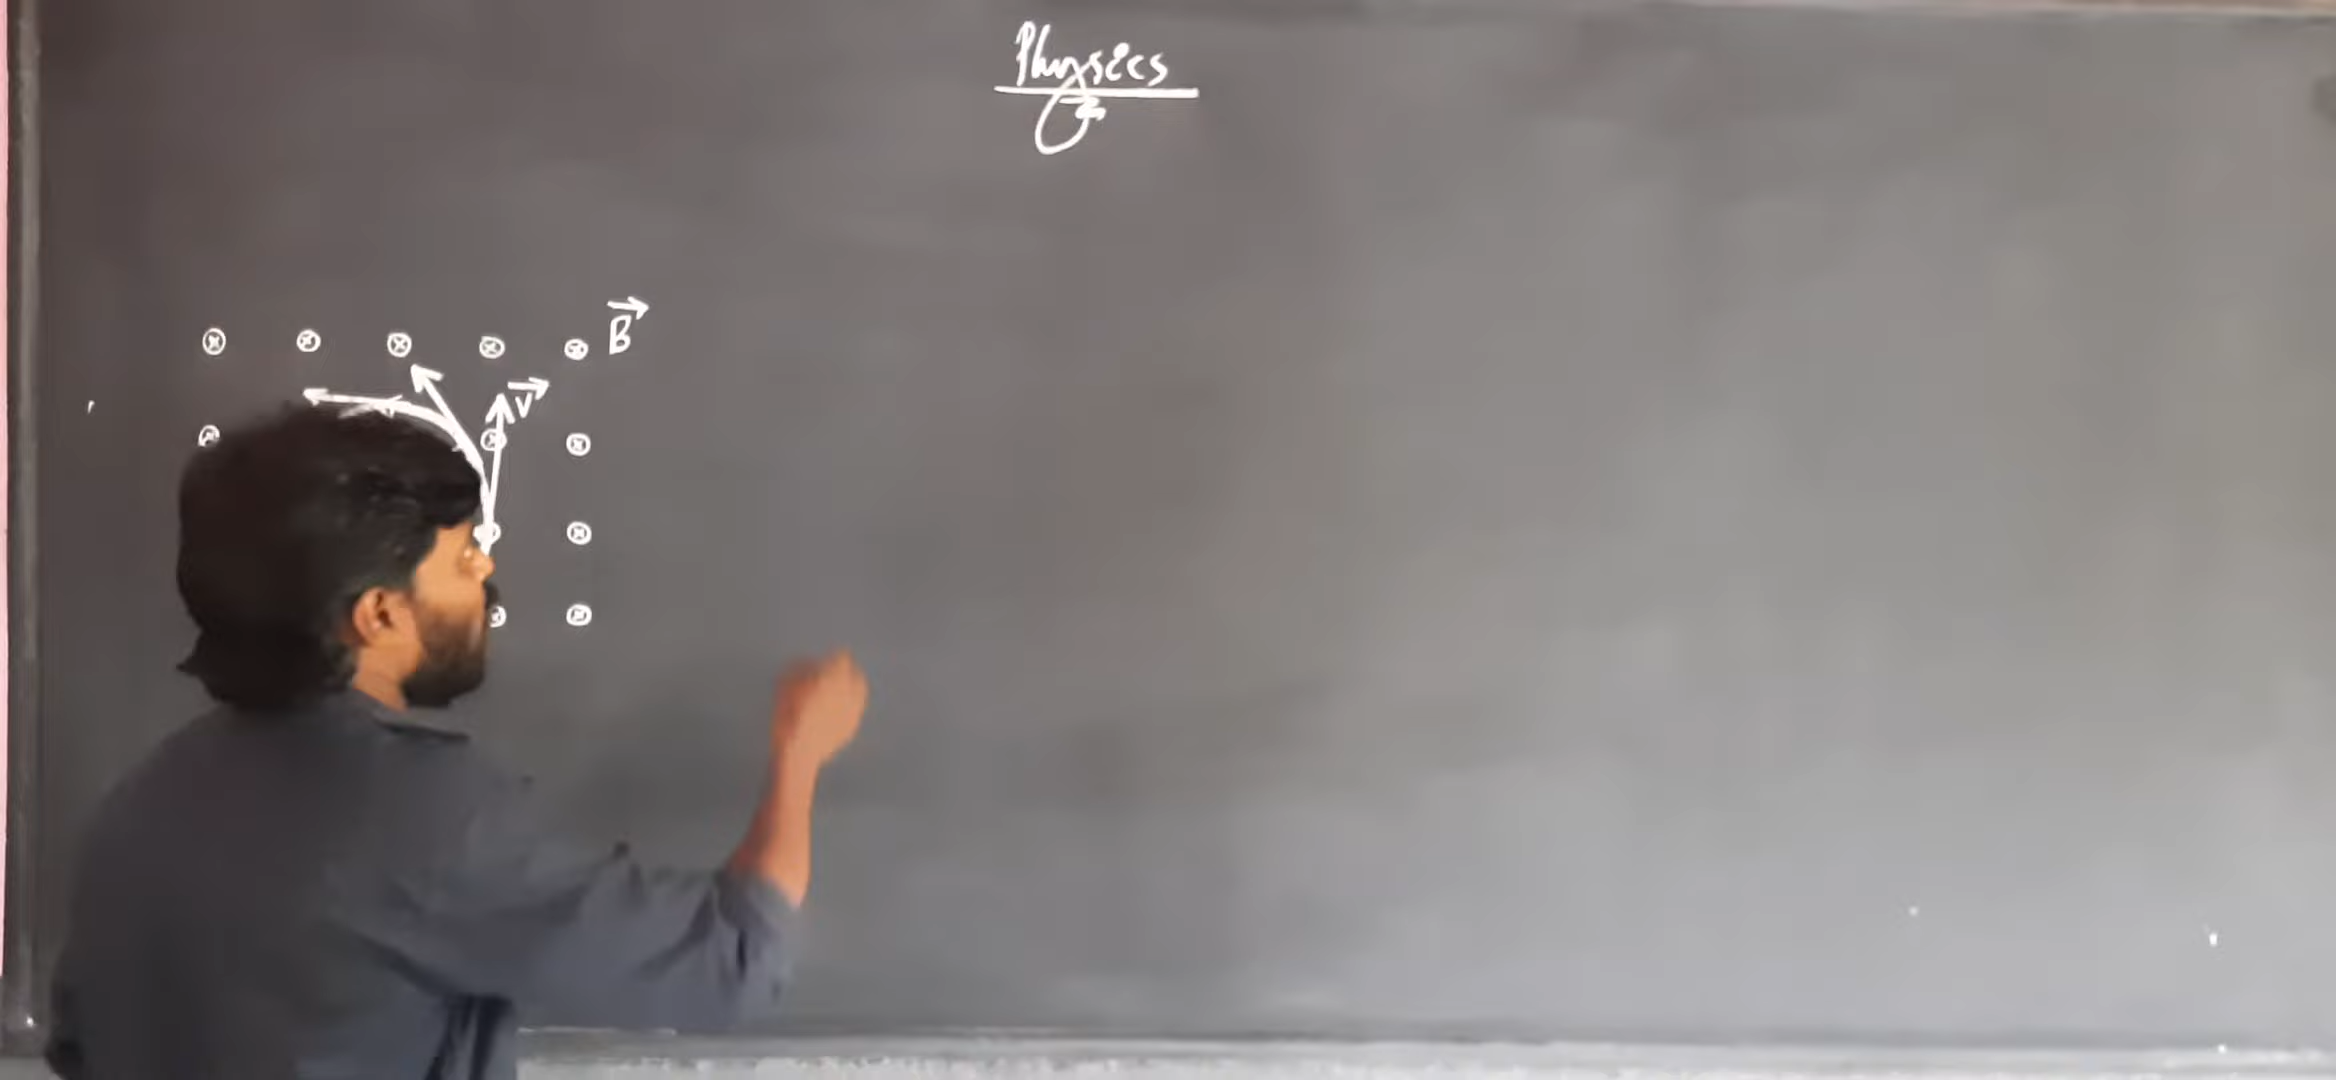 Physics
⊗ ⊗ ⊗ ⊗ ⊗ B⃗
V⃗
⊗ ⊗ ⊗
⊗ ⊗
⊗ ⊗